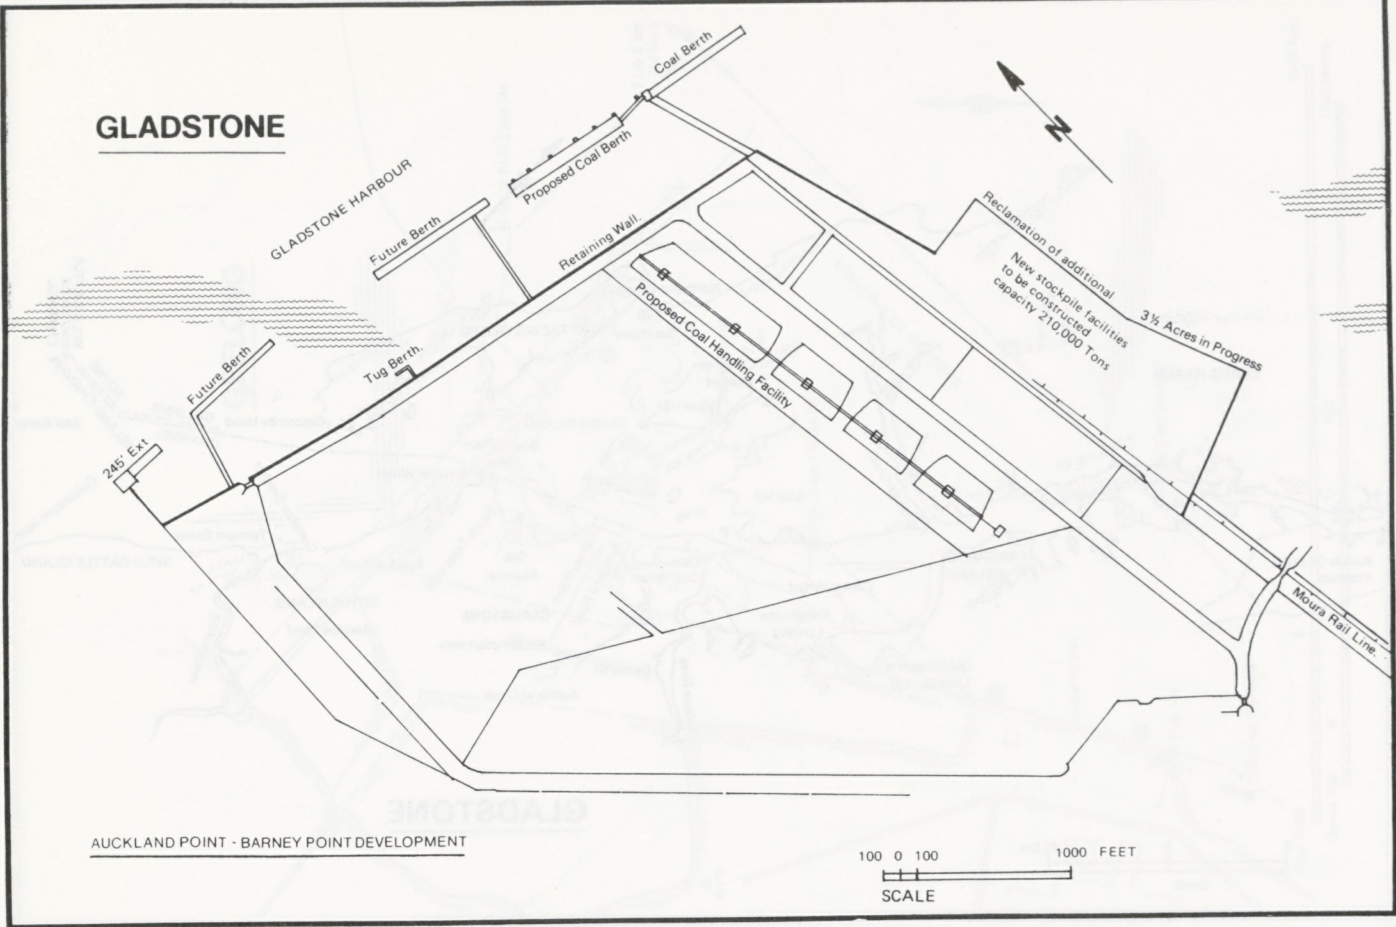 GLADSTONE
GLADSTONE HARBOUR
Coal Berth
Proposed Coal Berth
Future Berth
Retaining Wall.
N
Reclamation of additional
3½ Acres in Progress
New stockpile facilities
to be constructed
capacity 210,000 Tons
Proposed Coal Handling Facility
Tug Berth.
Future Berth
245' Ext
Moura Rail Line.
AUCKLAND POINT - BARNEY POINT DEVELOPMENT
100 0 100 1000 FEET
SCALE